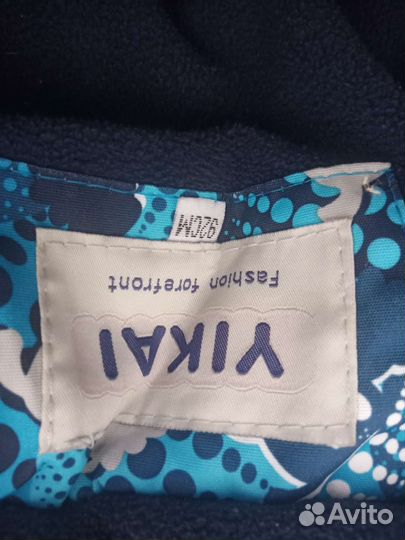 YIKAI
Fashion forefront
92CM
Avito